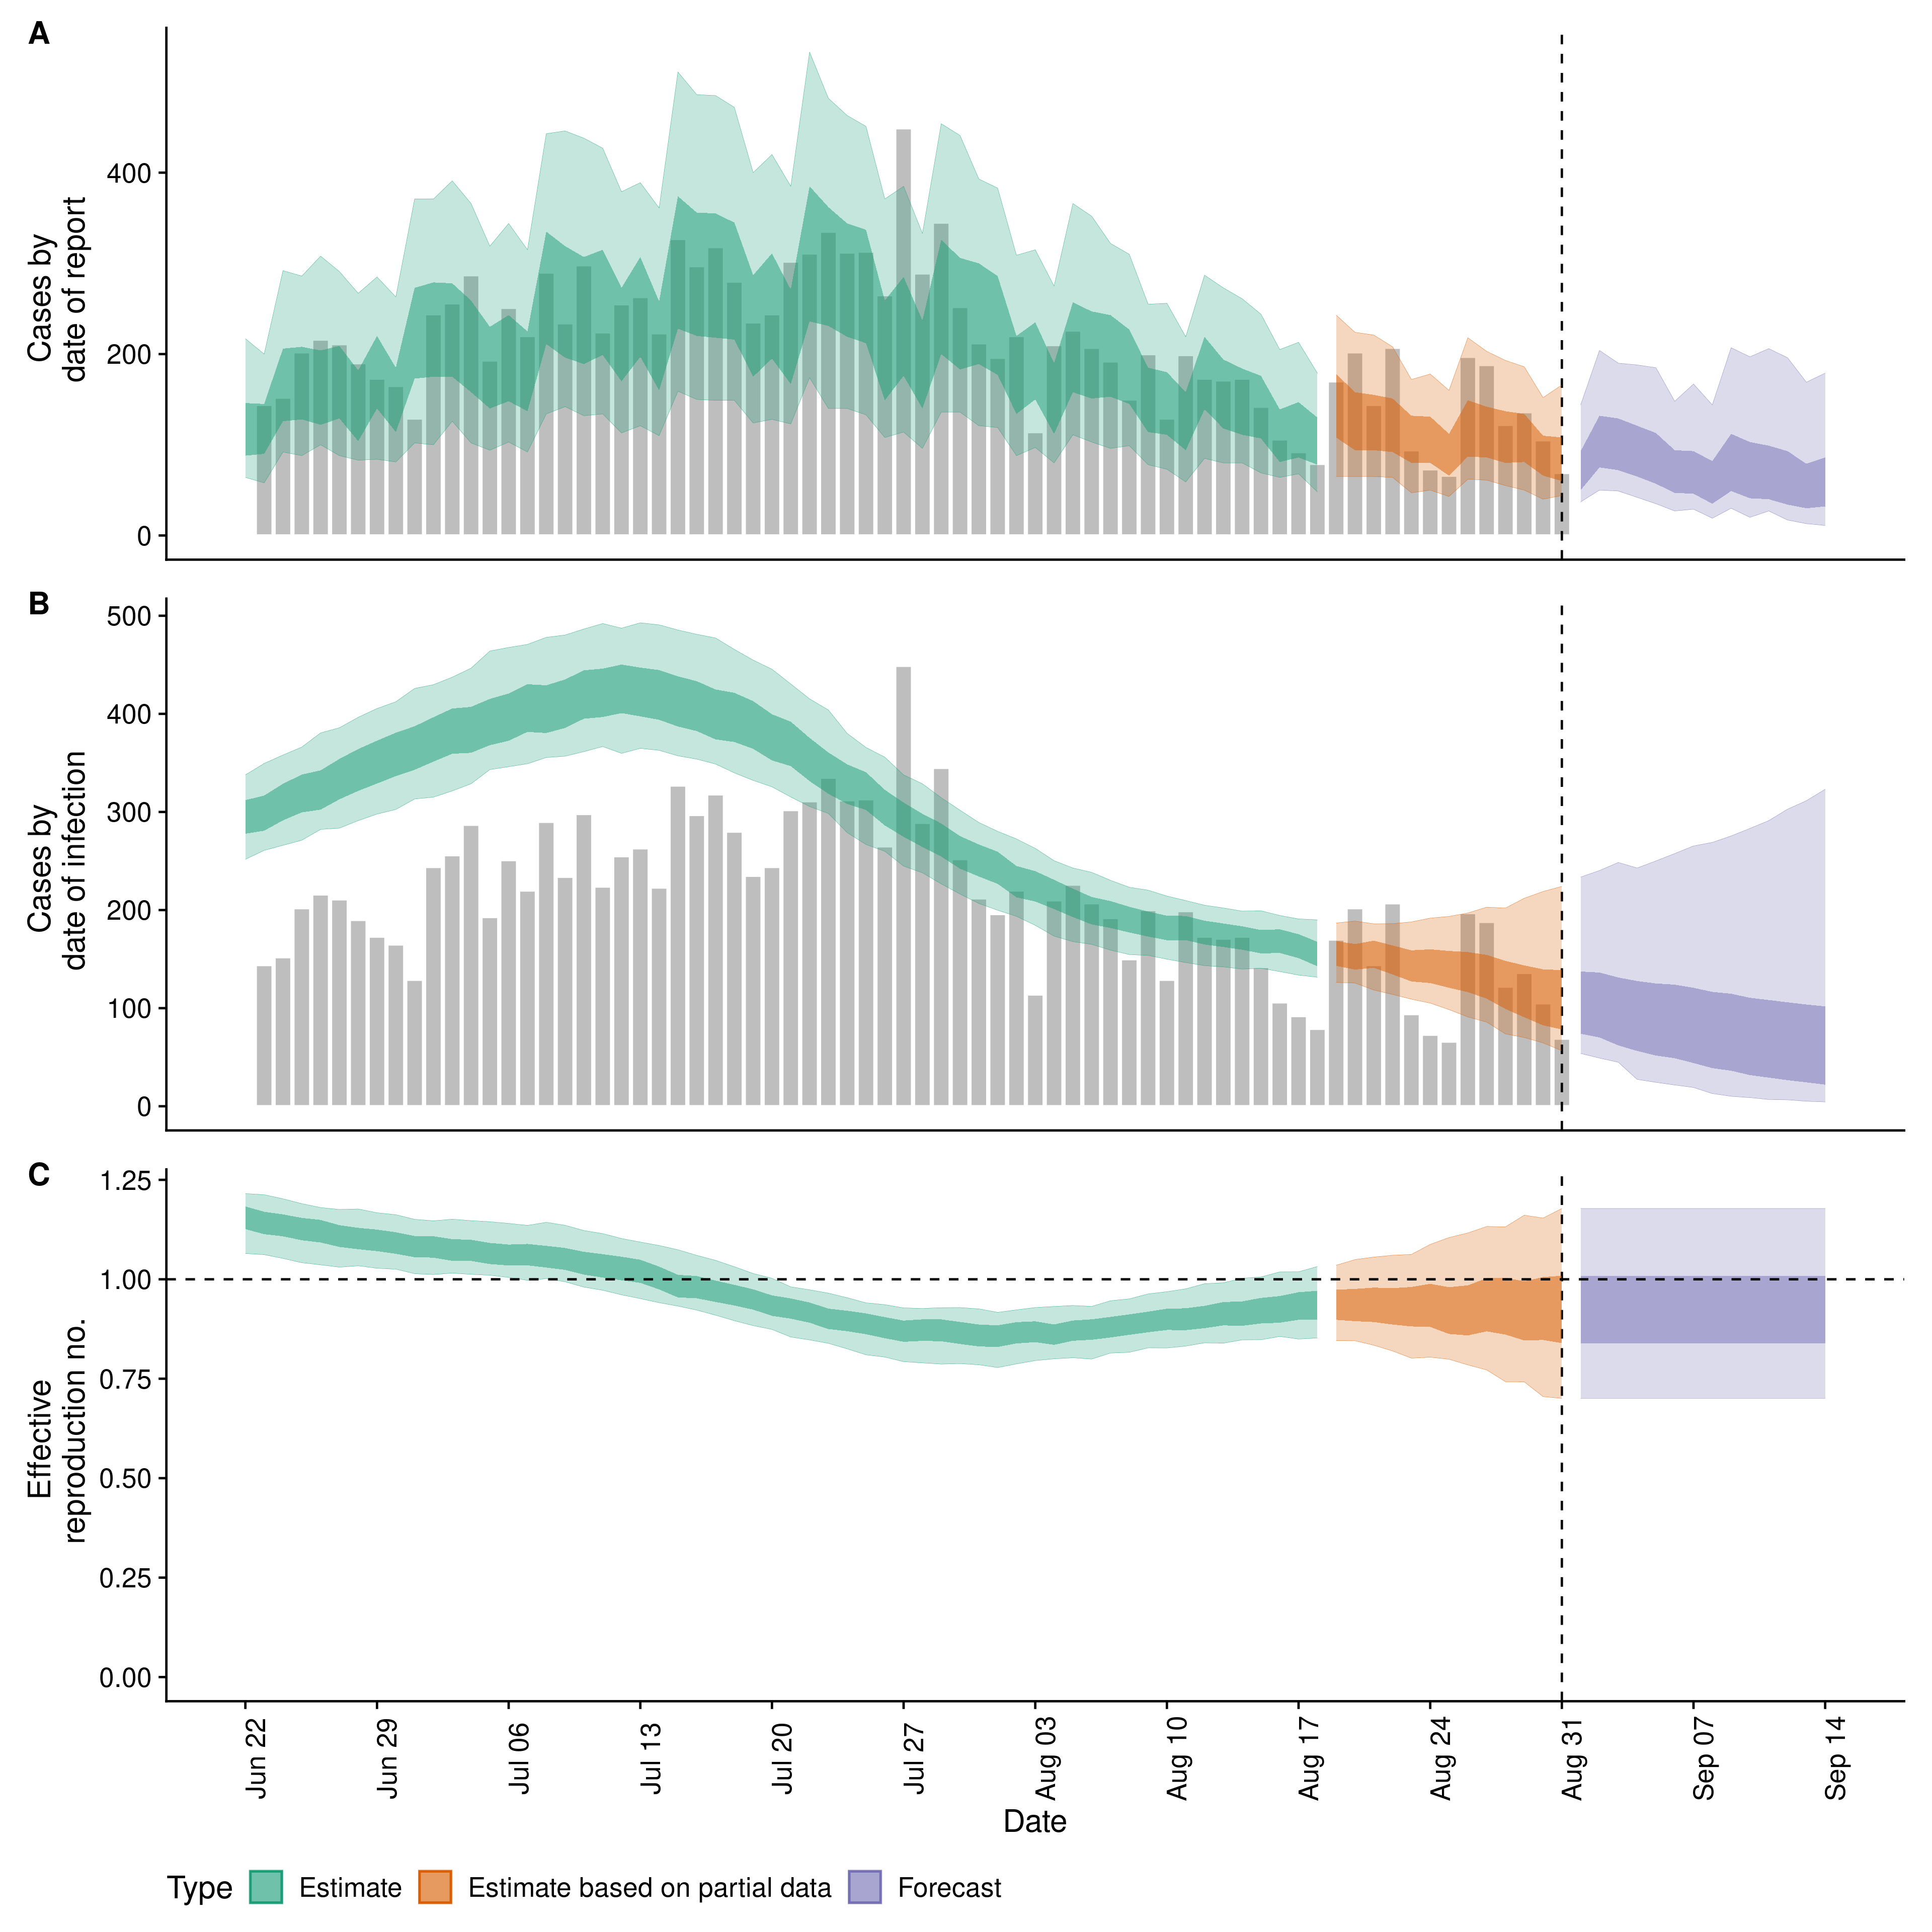 A
Cases by
date of report
400
200
0
B
Cases by
date of infection
500
400
300
200
100
0
C
Effective
reproduction no.
1.25
1.00
0.75
0.50
0.25
0.00
Jun 22
Jun 29
Jul 06
Jul 13
Jul 20
Jul 27
Aug 03
Aug 10
Aug 17
Aug 24
Aug 31
Sep 07
Sep 14
Date
Type Estimate Estimate based on partial data Forecast